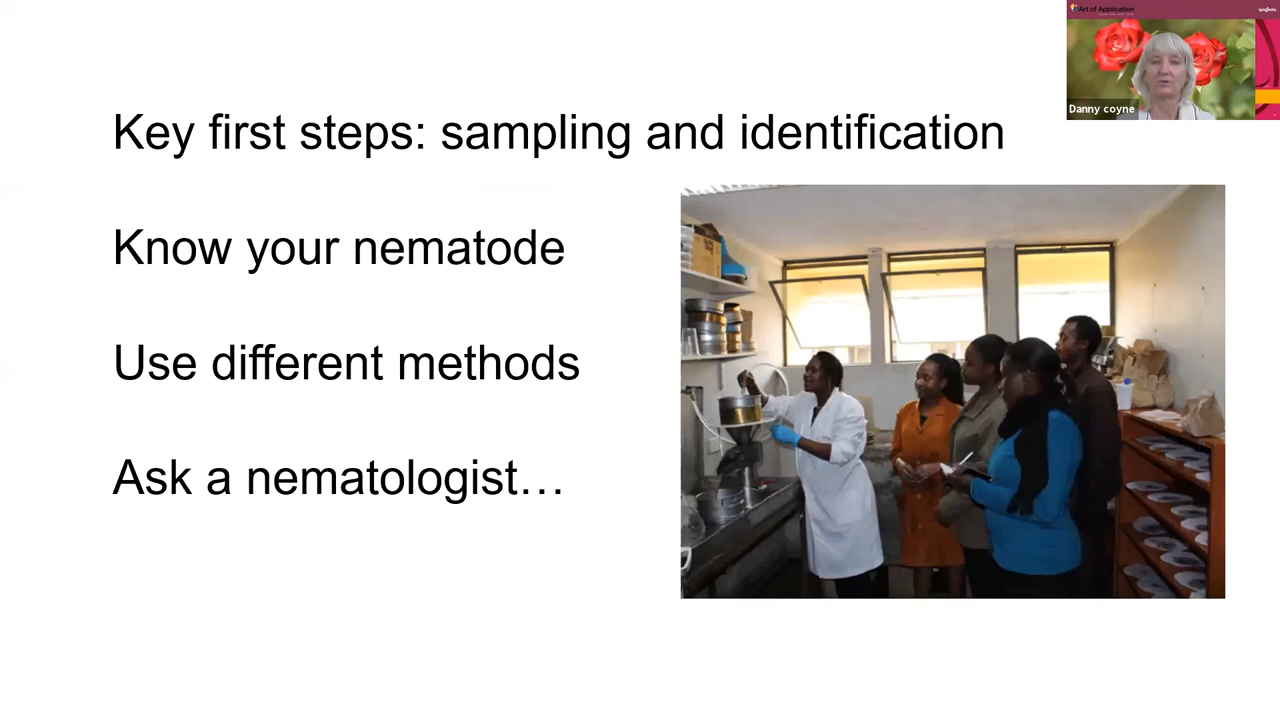 Art of Application
syngenta
Danny coyne
Key first steps: sampling and identification
Know your nematode
Use different methods
Ask a nematologist…